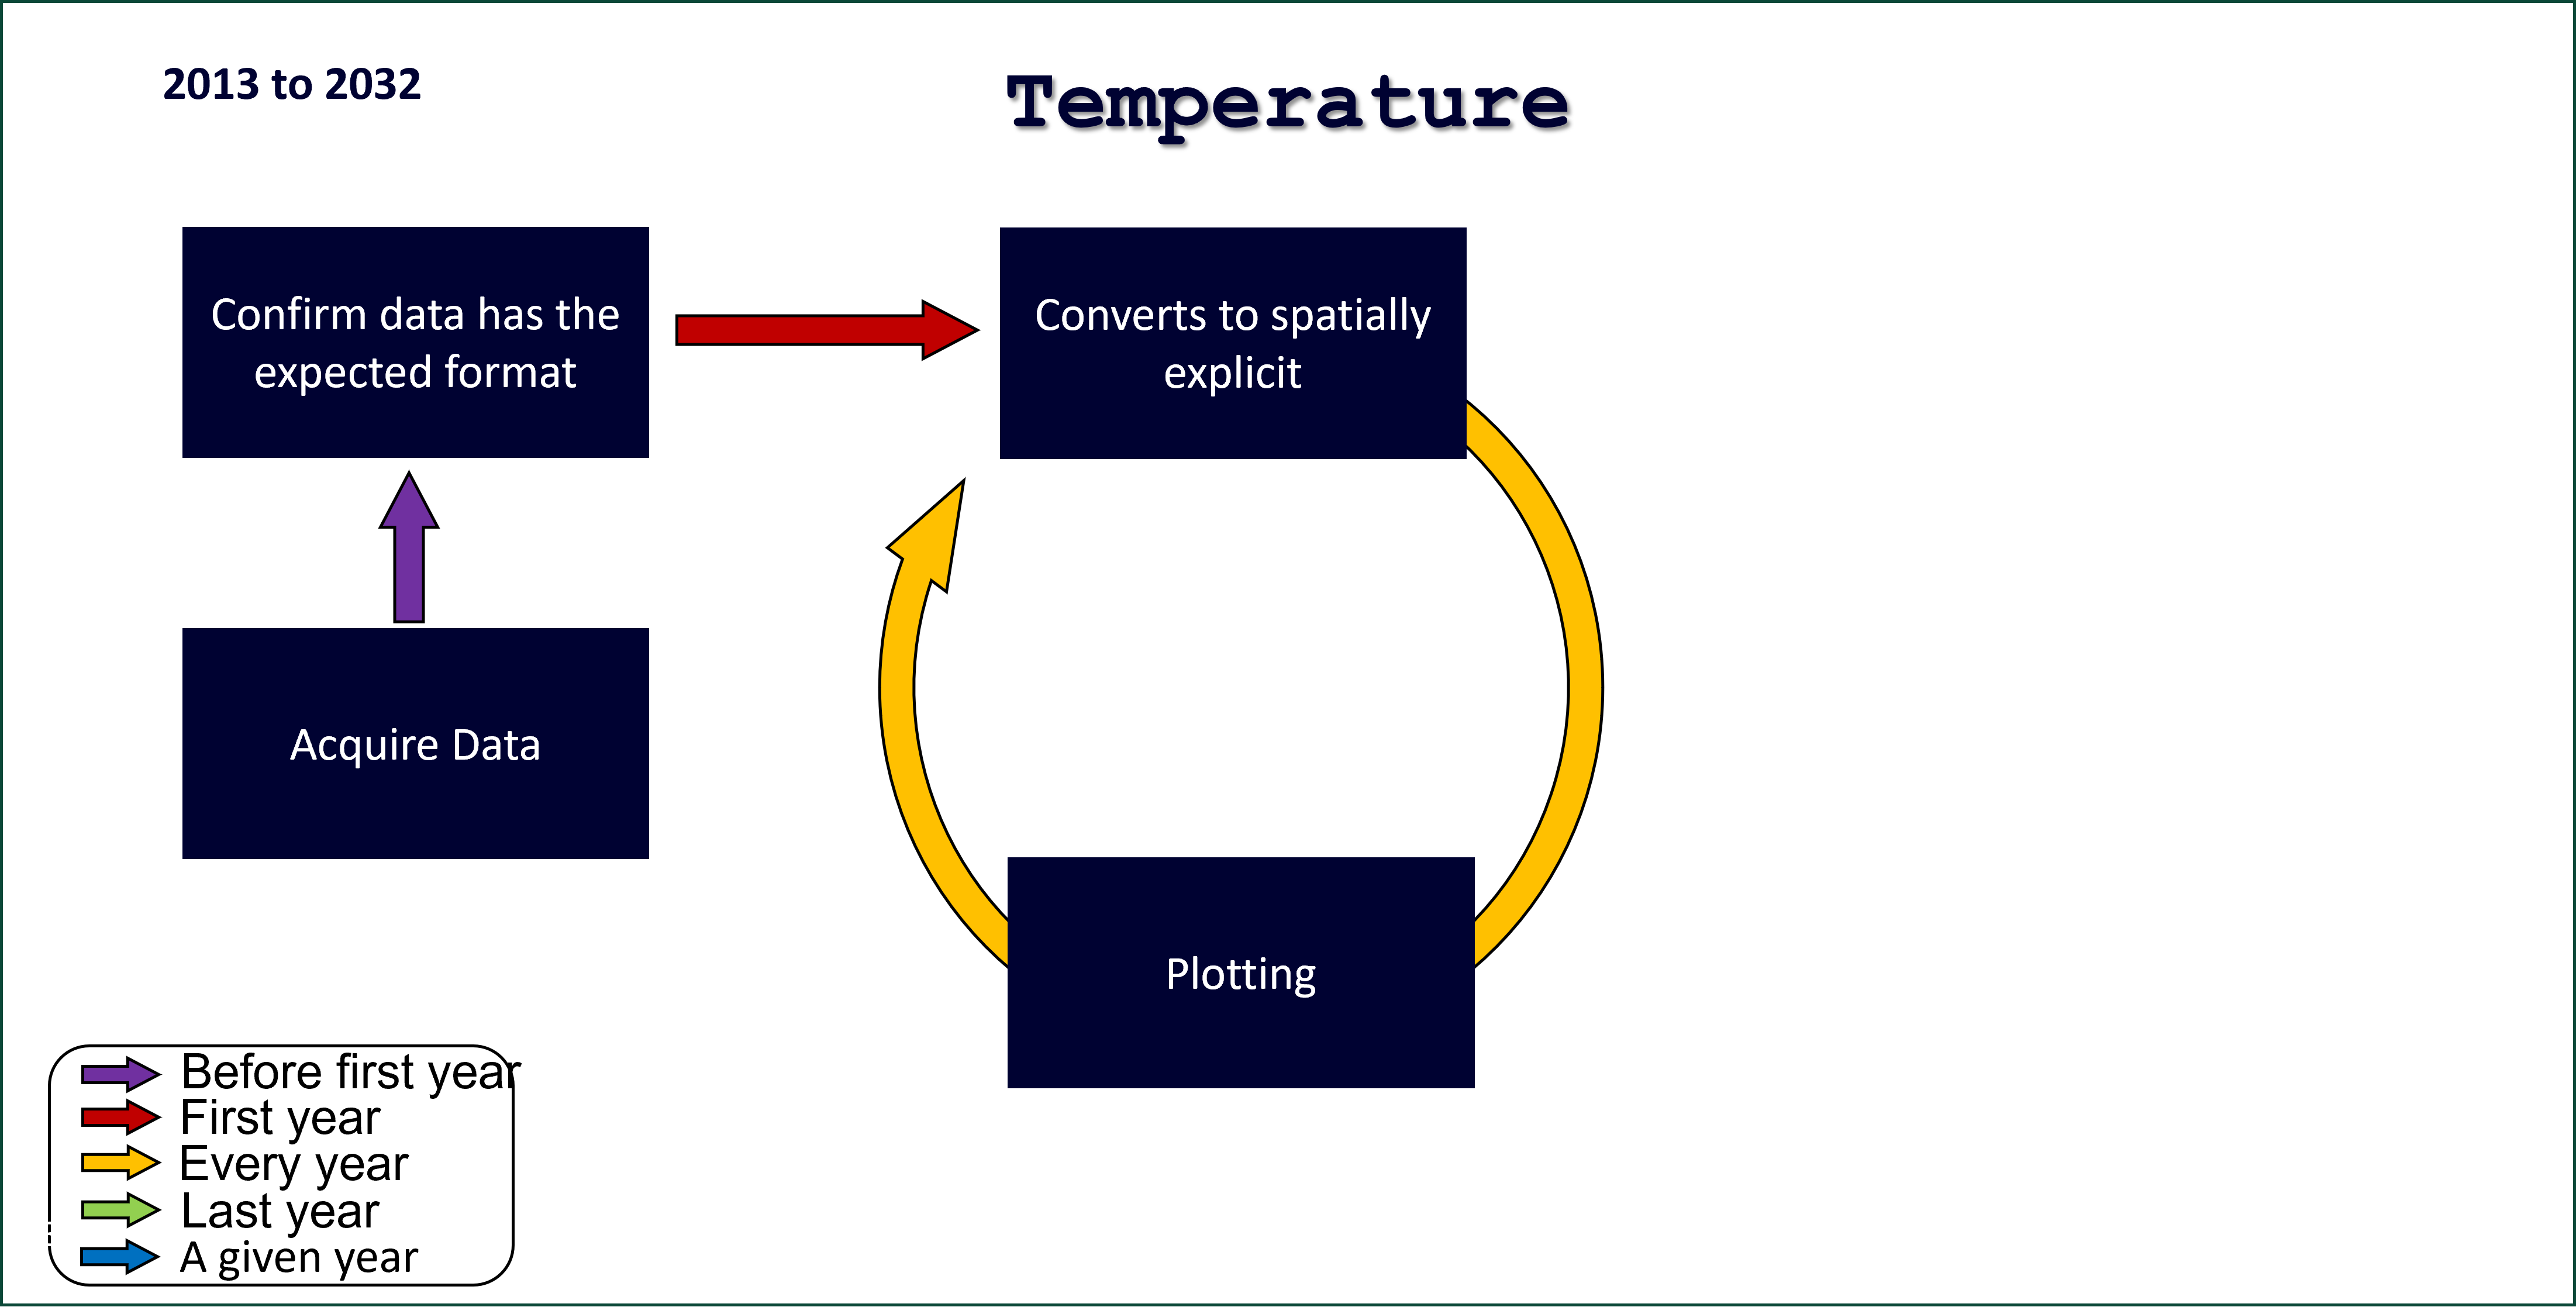 2013 to 2032
Temperature
Confirm data has the
expected format
Converts to spatially
explicit
Acquire Data
Plotting
Before first year
First year
Every year
Last year
A given year